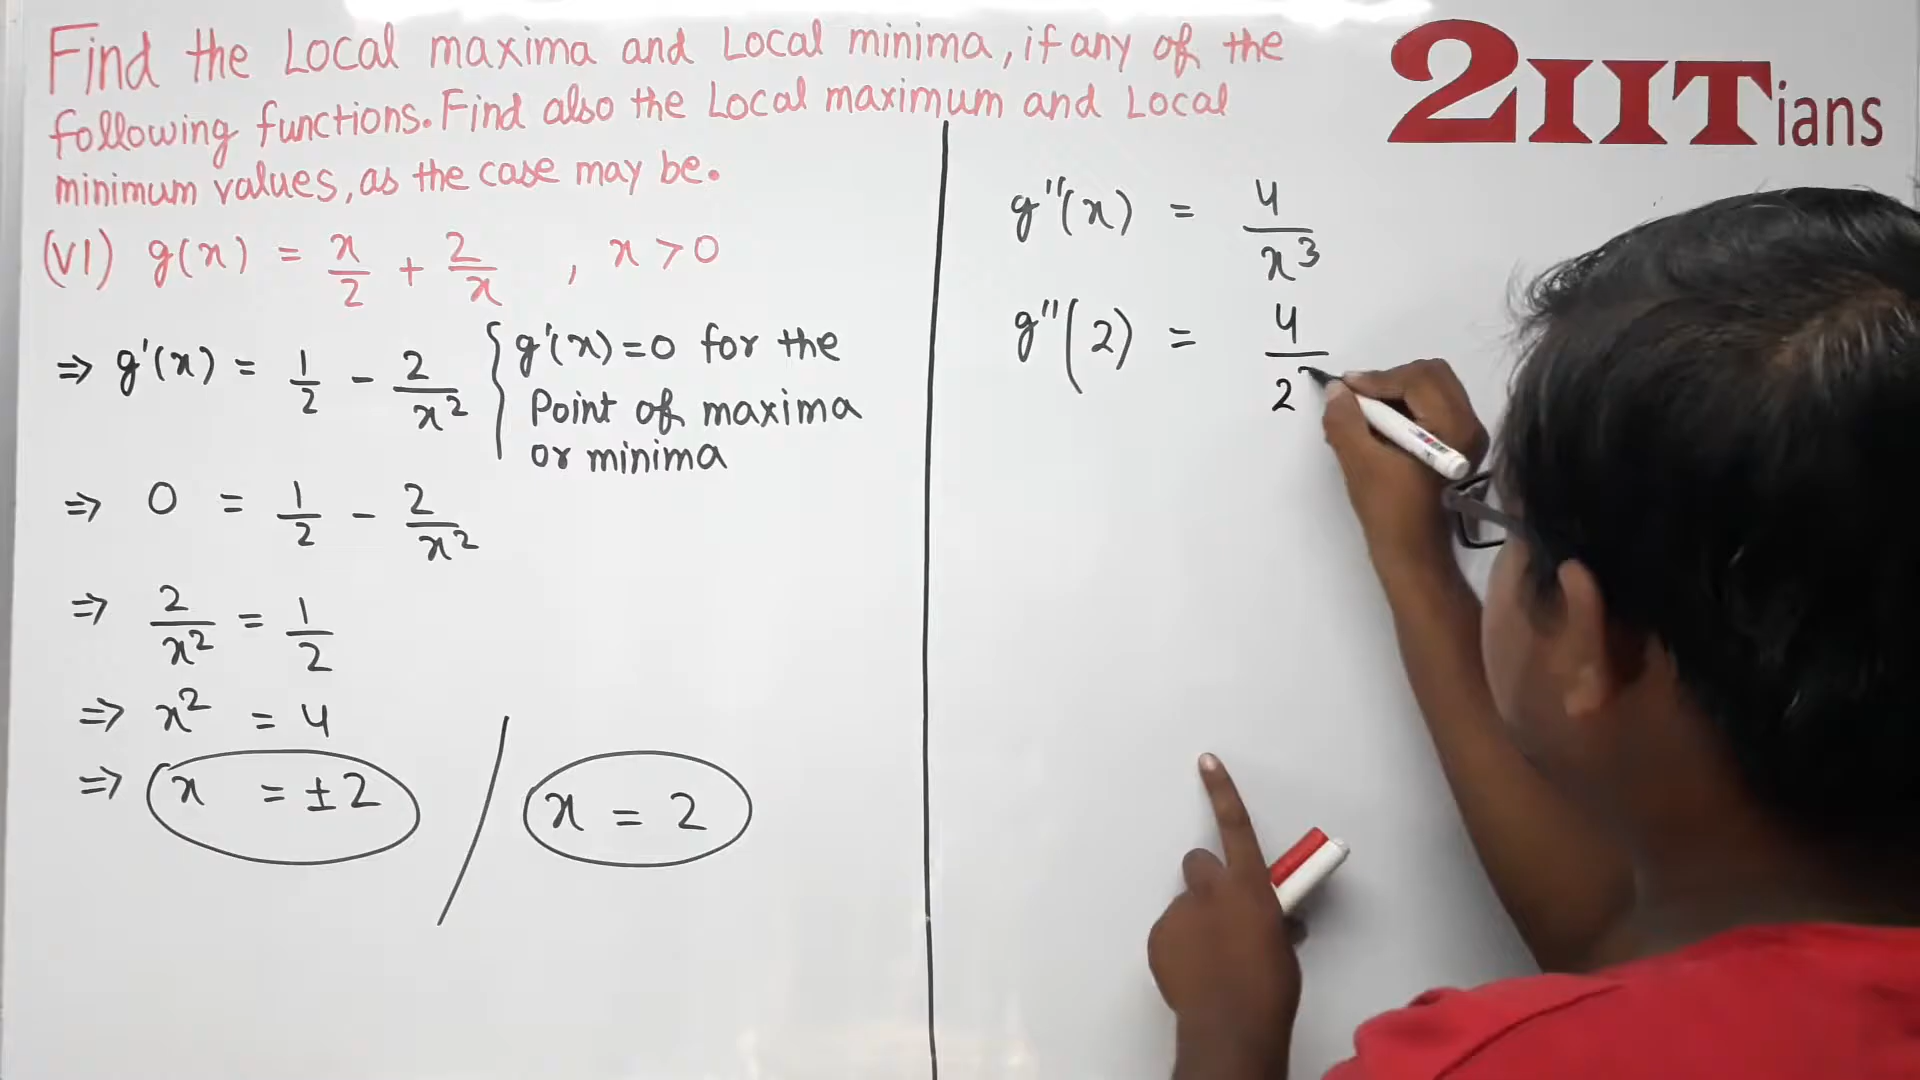 Find the Local maxima and Local minima, if any of the
following functions. Find also the Local maximum and Local
minimum values, as the case may be.
(VI) g(x) = x/2 + 2/x , x > 0
⇒ g'(x) = 1/2 - 2/x² { g'(x) = 0 for the
Point of maxima
or minima
⇒ 0 = 1/2 - 2/x²
⇒ 2/x² = 1/2
⇒ x² = 4
⇒ x = ±2 / x = 2
2IITians
g''(x) = 4/x³
g''(2) = 4/2